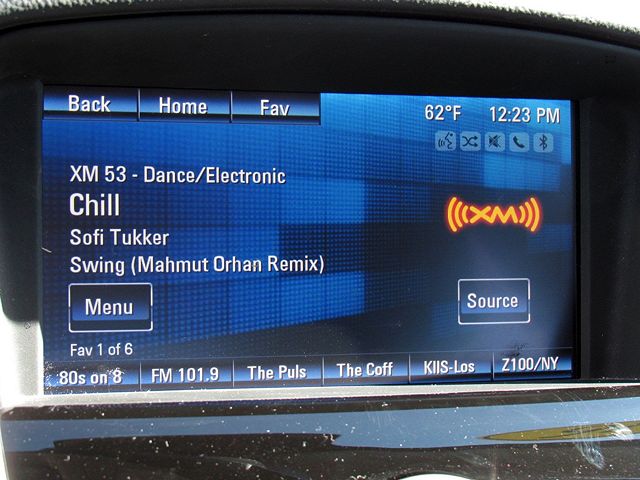 Back Home Fav 62°F 12:23 PM
XM 53 - Dance/Electronic
Chill
((XM))
Sofi Tukker
Swing (Mahmut Orhan Remix)
Menu Source
Fav 1 of 6
80s on 8 FM 101.9 The Puls The Coff KIIS-Los Z100/NY